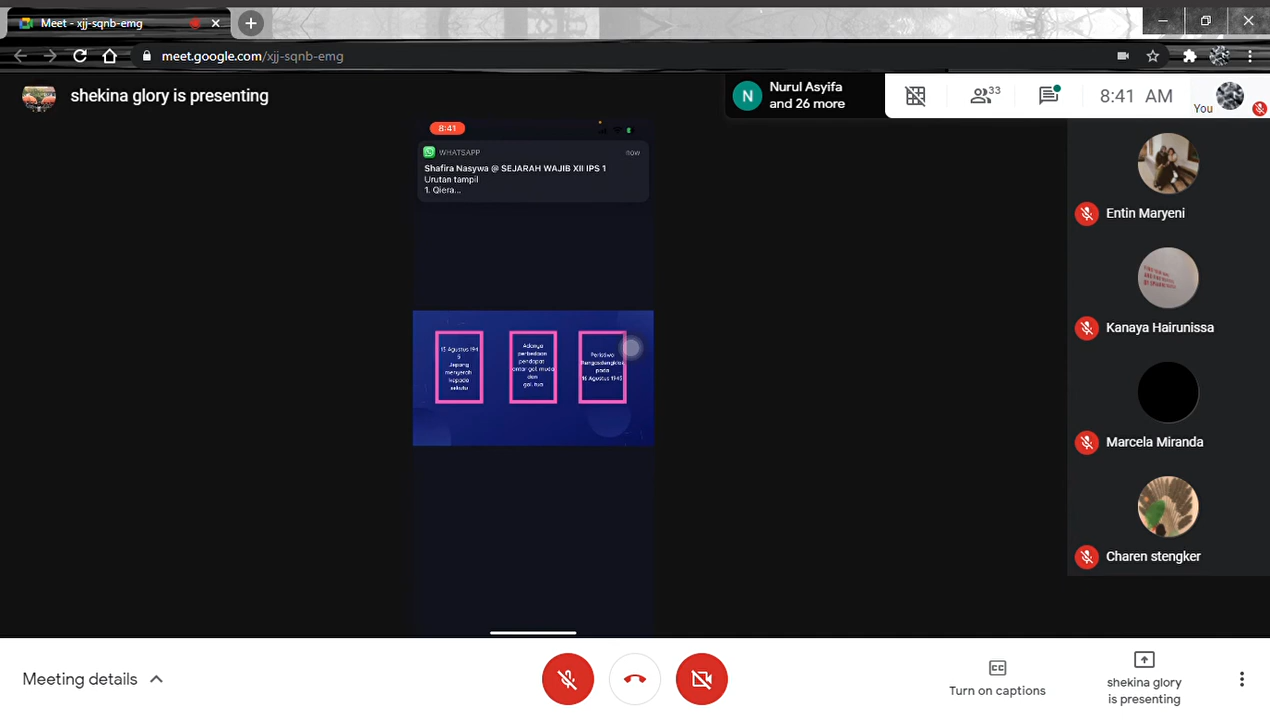 Meet - xjj-sqnb-emg
meet.google.com/xjj-sqnb-emg
shekina glory is presenting
Nurul Asyifa
and 26 more
33
8:41 AM
You
8:41
WHATSAPP
now
Shafira Nasywa @ SEJARAH WAJIB XII IPS 1
Urutan tampil
1. Qiera...
15 Agustus 194
5
Jepang
menyerah
kepada
sekutu
Adanya
perbedaan
pendapat
antar gol. muda
dan
gol. tua
Peristiwa
Rengasdengklok
pada
16 Agustus 1945
Entin Maryeni
Kanaya Hairunissa
Marcela Miranda
Charen stengker
Meeting details
Turn on captions
shekina glory
is presenting